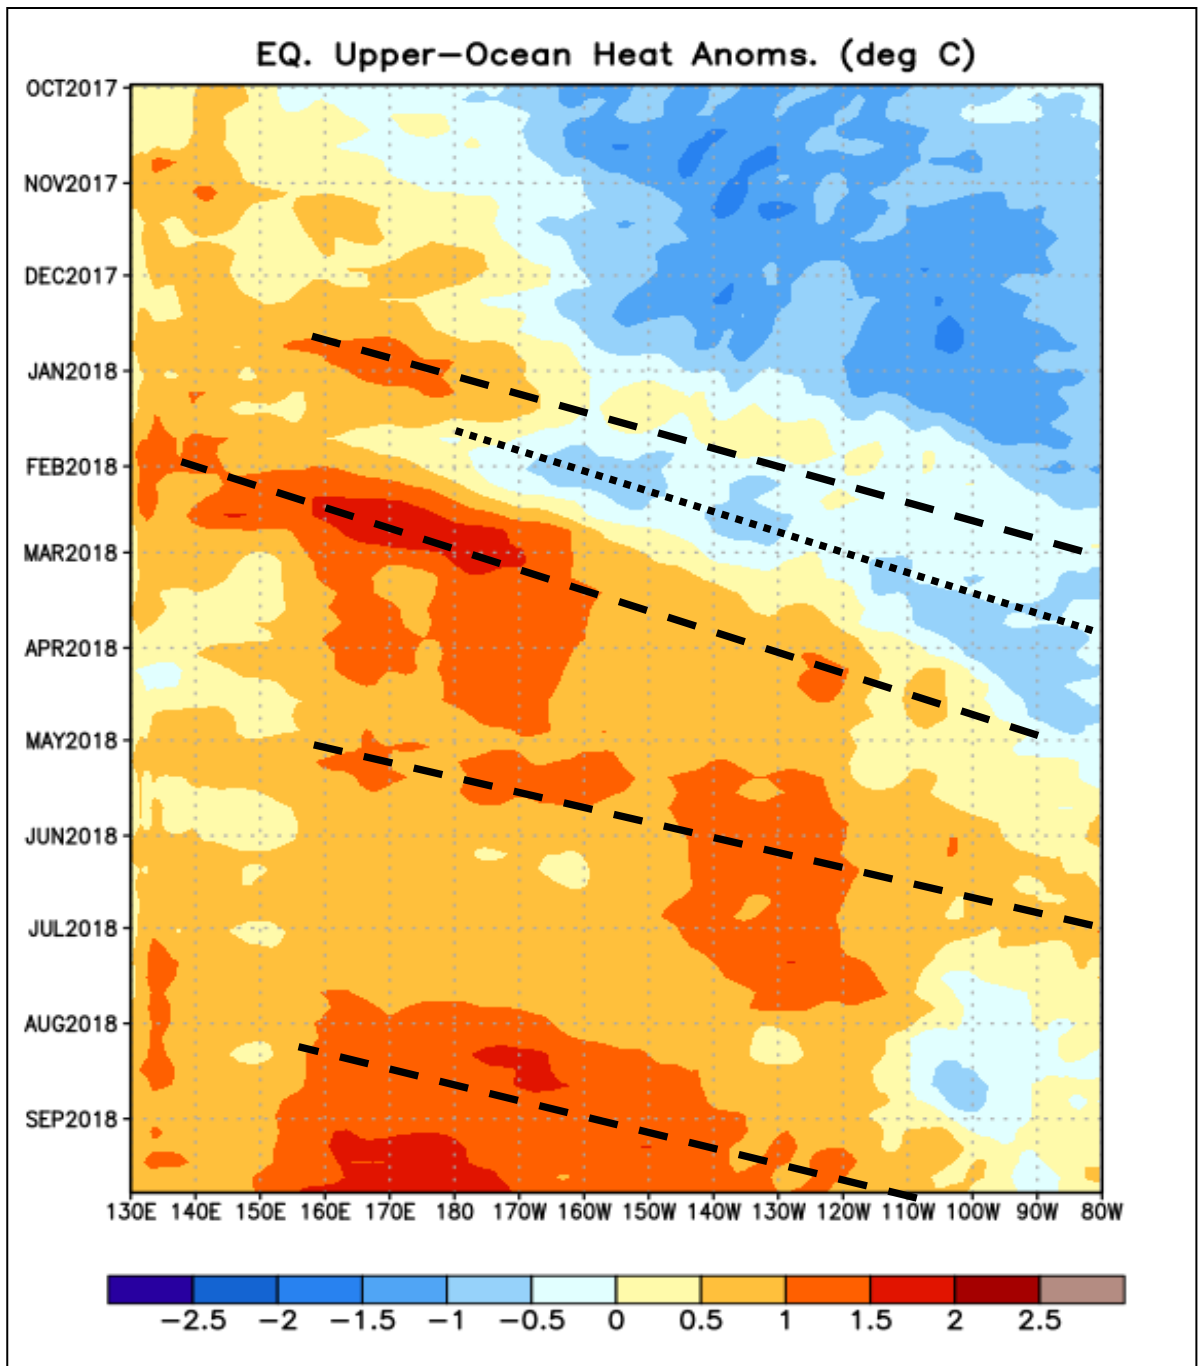 EQ. Upper-Ocean Heat Anoms. (deg C)
OCT2017
NOV2017
DEC2017
JAN2018
FEB2018
MAR2018
APR2018
MAY2018
JUN2018
JUL2018
AUG2018
SEP2018
130E 140E 150E 160E 170E 180 170W 160W 150W 140W 130W 120W 110W 100W 90W 80W
-2.5 -2 -1.5 -1 -0.5 0 0.5 1 1.5 2 2.5